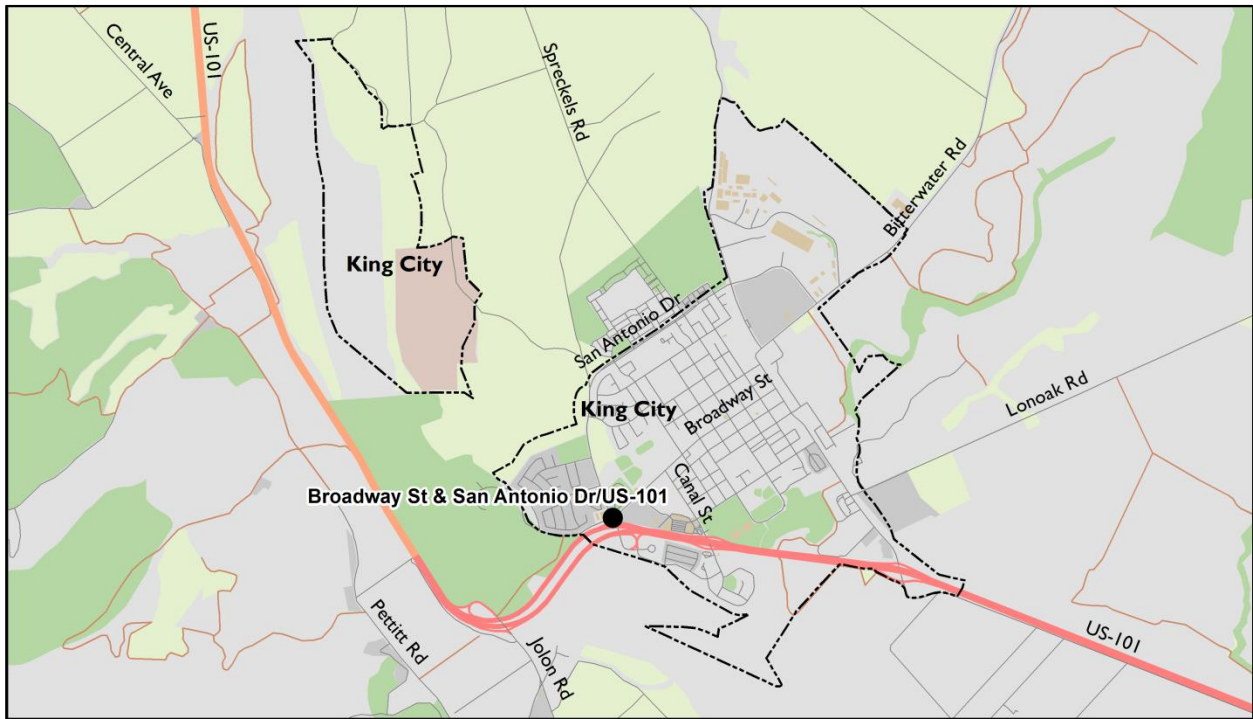 US-101
Central Ave
Spreckels Rd
Bitterwater Rd
King City
San Antonio Dr
Lonoak Rd
King City
Broadway St
Canal St
Broadway St & San Antonio Dr/US-101
Pettitt Rd
Jolon Rd
US-101